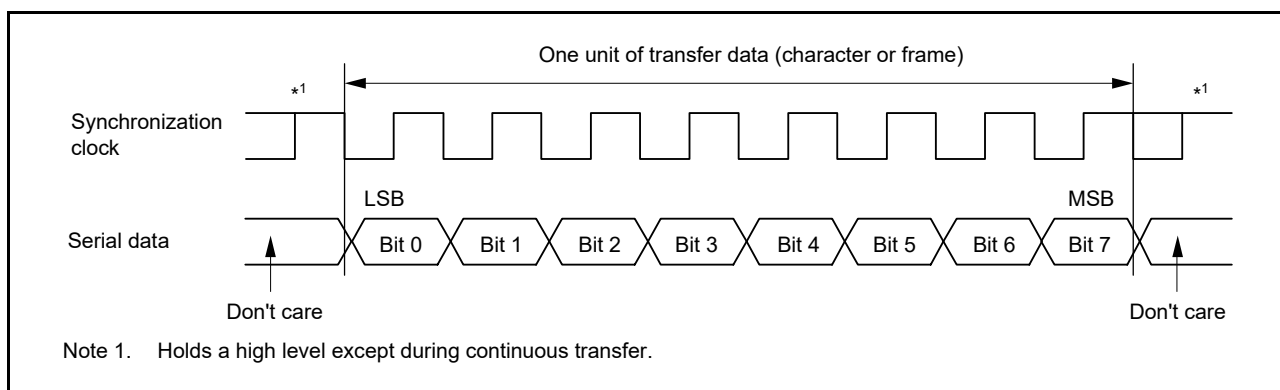 One unit of transfer data (character or frame)
*1 *1
Synchronization
clock
LSB MSB
Serial data Bit 0 Bit 1 Bit 2 Bit 3 Bit 4 Bit 5 Bit 6 Bit 7
Don't care Don't care
Note 1. Holds a high level except during continuous transfer.